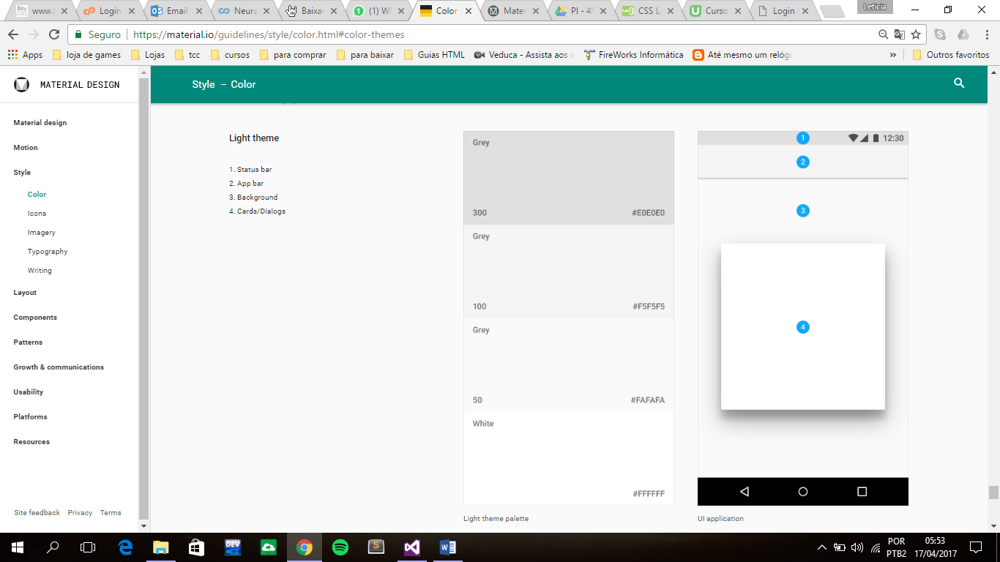 Leticia
www.l
Login
Email
Neura
Baixar
(1) W
Color
Mater
PI - 4
CSS L
Curso
Login
Seguro
https://material.io/guidelines/style/color.html#color-themes
Apps
loja de games
Lojas
tcc
cursos
para comprar
para baixar
Guias HTML
Veduca - Assista aos
FireWorks Informática
Até mesmo um relóg
»
Outros favoritos
MATERIAL DESIGN
Style – Color
Material design
Motion
Style
Color
Icons
Imagery
Typography
Writing
Layout
Components
Patterns
Growth & communications
Usability
Platforms
Resources
Site feedback Privacy Terms
Light theme
1. Status bar
2. App bar
3. Background
4. Cards/Dialogs
Grey
300 #E0E0E0
Grey
100 #F5F5F5
Grey
50 #FAFAFA
White
#FFFFFF
Light theme palette
1
12:30
2
3
4
UI application
DEV
S
W
POR
PTB2
05:53
17/04/2017